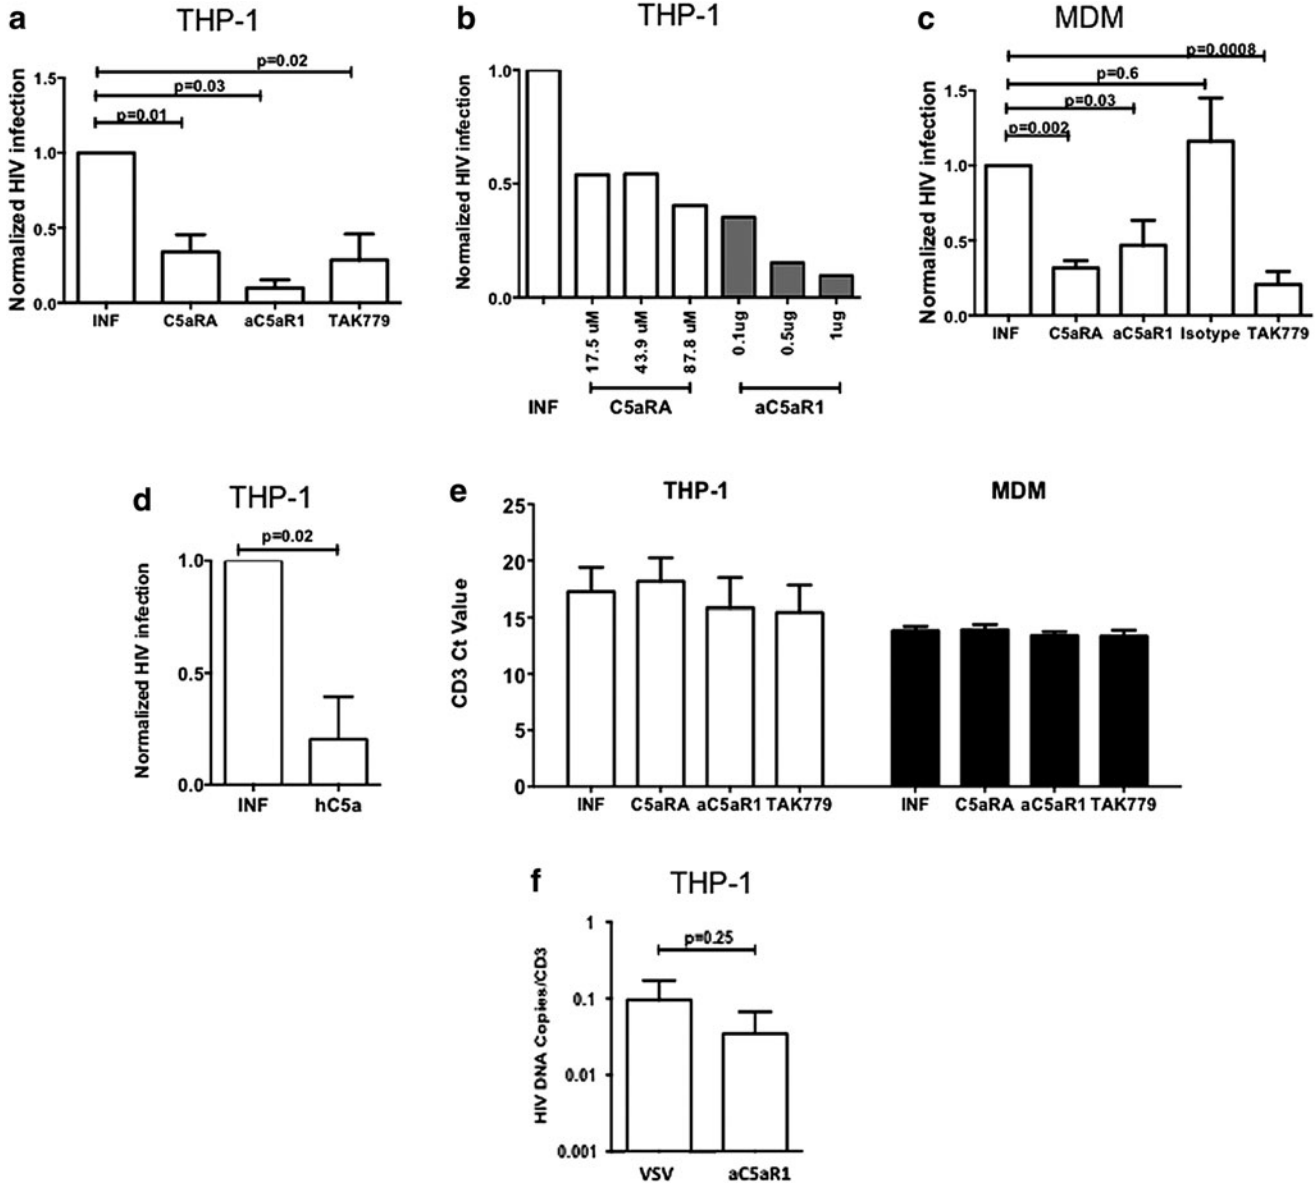 a
THP-1
Normalized HIV infection
1.5
1.0
0.5
0.0
p=0.02
p=0.03
p=0.01
INF C5aRA aC5aR1 TAK779
b
THP-1
Normalized HIV infection
1.0
0.5
0.0
17.5 uM
43.9 uM
87.8 uM
0.1ug
0.5ug
1ug
INF C5aRA aC5aR1
c
MDM
Normalized HIV infection
1.5
1.0
0.5
0.0
p=0.0008
p=0.6
p=0.03
p=0.002
INF C5aRA aC5aR1 Isotype TAK779
d
THP-1
Normalized HIV infection
1.0
0.5
0.0
p=0.02
INF hC5a
e
THP-1 MDM
CD3 Ct Value
25
20
15
10
5
0
INF C5aRA aC5aR1 TAK779 INF C5aRA aC5aR1 TAK779
f
THP-1
HIV DNA Copies/CD3
1
0.1
0.01
0.001
p=0.25
VSV aC5aR1